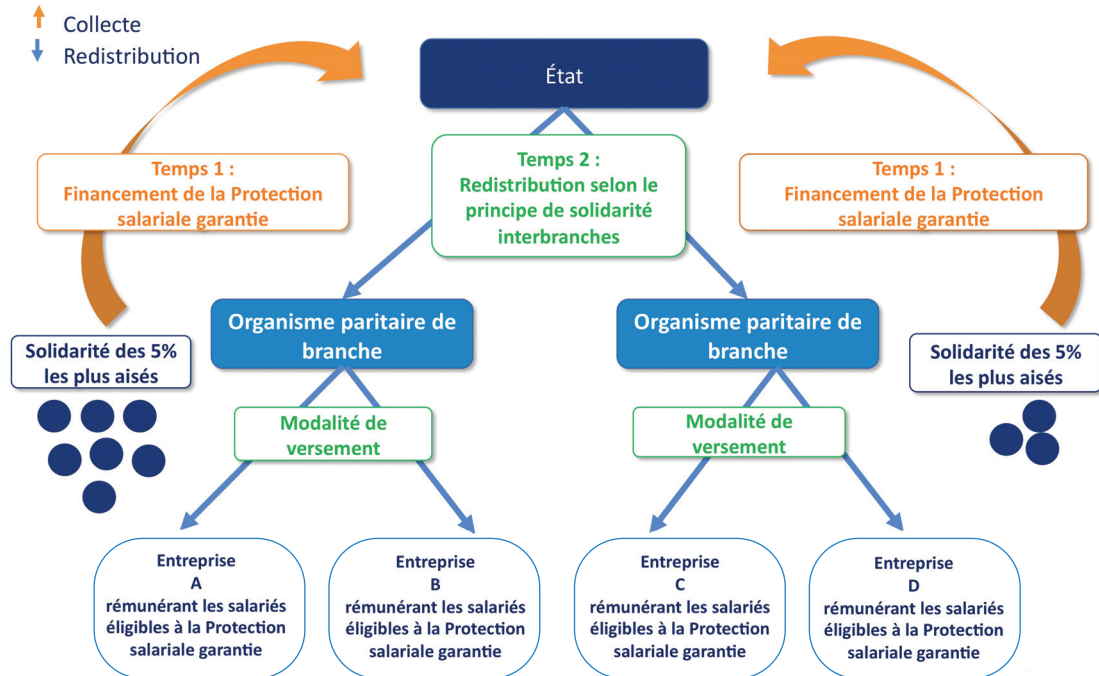 Collecte
Redistribution
État
Temps 1 :
Financement de la Protection
salariale garantie
Temps 2 :
Redistribution selon le
principe de solidarité
interbranches
Temps 1 :
Financement de la Protection
salariale garantie
Solidarité des 5%
les plus aisés
Organisme paritaire de
branche
Organisme paritaire de
branche
Solidarité des 5%
les plus aisés
Modalité de
versement
Modalité de
versement
Entreprise
A
rémunérant les salariés
éligibles à la Protection
salariale garantie
Entreprise
B
rémunérant les salariés
éligibles à la Protection
salariale garantie
Entreprise
C
rémunérant les salariés
éligibles à la Protection
salariale garantie
Entreprise
D
rémunérant les salariés
éligibles à la Protection
salariale garantie